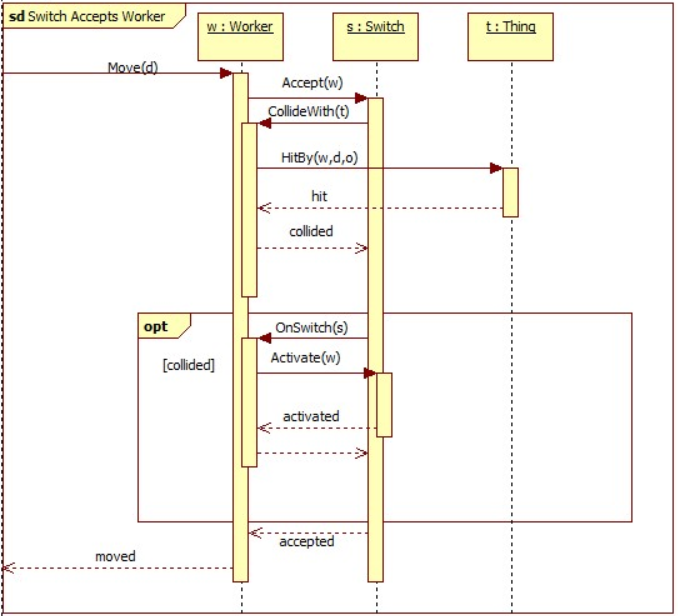 sd Switch Accepts Worker
w : Worker
s : Switch
t : Thing
Move(d)
Accept(w)
CollideWith(t)
HitBy(w,d,o)
hit
collided
opt
OnSwitch(s)
[collided]
Activate(w)
activated
accepted
moved